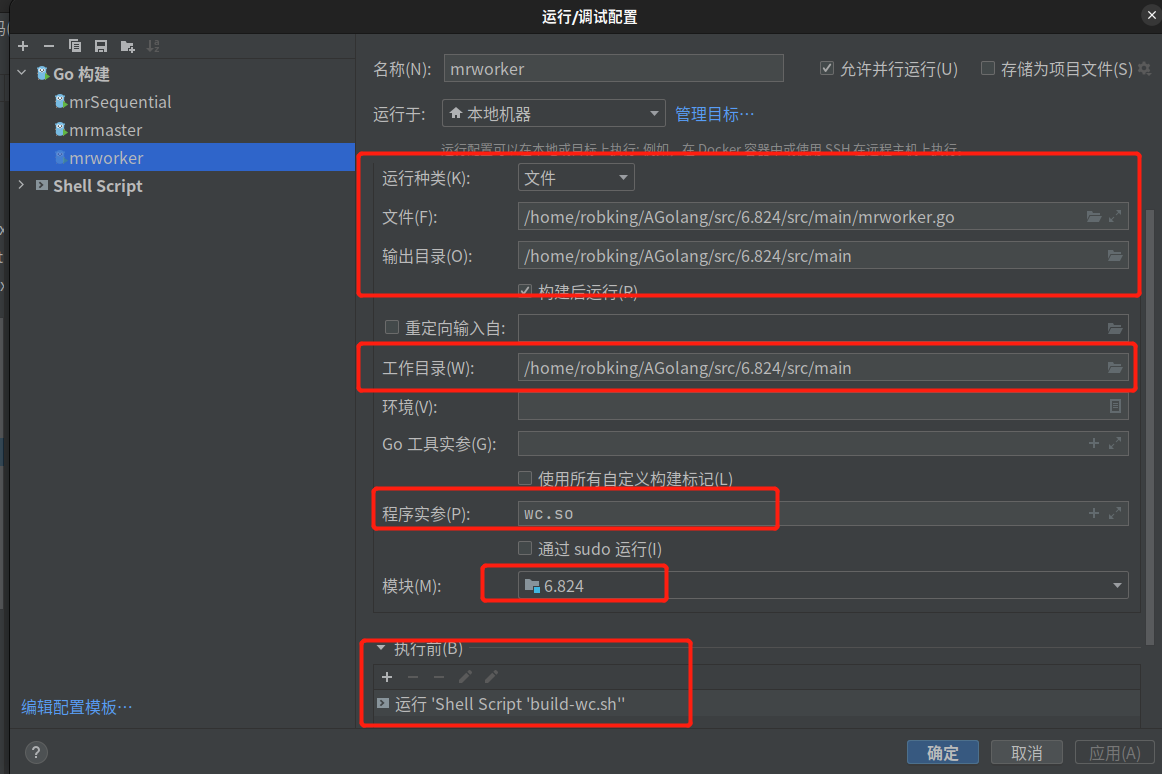 运行/调试配置
Go 构建
mrSequential
mrmaster
mrworker
Shell Script
编辑配置模板…
名称(N): mrworker 允许并行运行(U) 存储为项目文件(S)
运行于: 本地机器 管理目标…
运行配置可以在本地或目标上执行: 例如，在 Docker 容器中或使用 SSH 在远程主机上执行。
运行种类(K): 文件
文件(F): /home/robking/AGolang/src/6.824/src/main/mrworker.go
输出目录(O): /home/robking/AGolang/src/6.824/src/main
构建后运行(R)
重定向输入自:
工作目录(W): /home/robking/AGolang/src/6.824/src/main
环境(V):
Go 工具实参(G):
使用所有自定义构建标记(L)
程序实参(P): wc.so
通过 sudo 运行(I)
模块(M): 6.824
执行前(B)
运行 'Shell Script 'build-wc.sh''
? 确定 取消 应用(A)